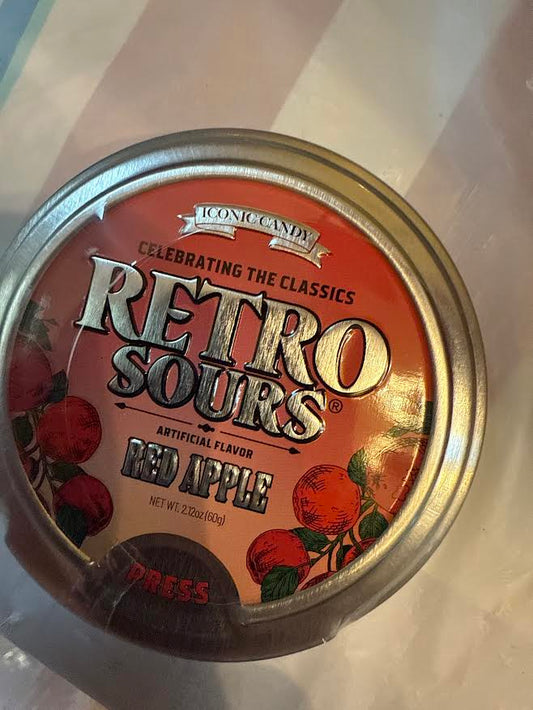 ICONIC CANDY
CELEBRATING THE CLASSICS
RETRO
SOURS®
ARTIFICIAL FLAVOR
RED APPLE
NET WT. 2.12oz (60g)
PRESS